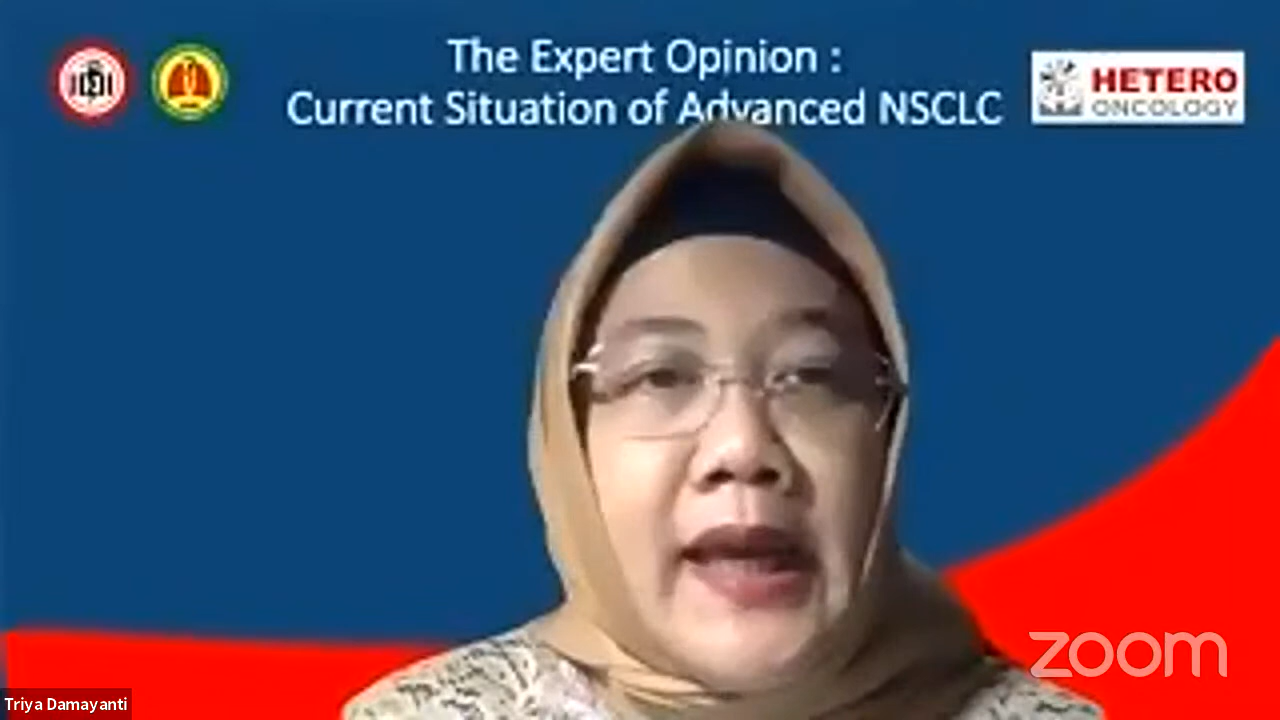 The Expert Opinion :
Current Situation of Advanced NSCLC
HETERO
ONCOLOGY
zoom
Triya Damayanti